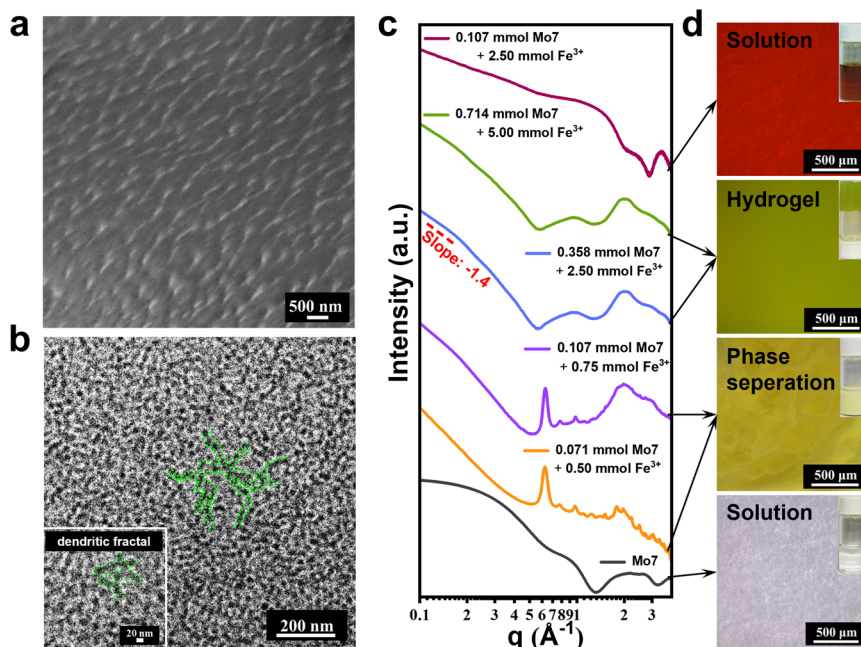 a
500 nm
b
dendritic fractal
20 nm
200 nm
c
Intensity (a.u.)
0.107 mmol Mo7
+ 2.50 mmol Fe³⁺
0.714 mmol Mo7
+ 5.00 mmol Fe³⁺
Slope: -1.4
0.358 mmol Mo7
+ 2.50 mmol Fe³⁺
0.107 mmol Mo7
+ 0.75 mmol Fe³⁺
0.071 mmol Mo7
+ 0.50 mmol Fe³⁺
Mo7
0.1 2 3 4 5 6 7 8 9 1 2 3
q (Å⁻¹)
d
Solution
500 µm
Hydrogel
500 µm
Phase
seperation
500 µm
Solution
500 µm